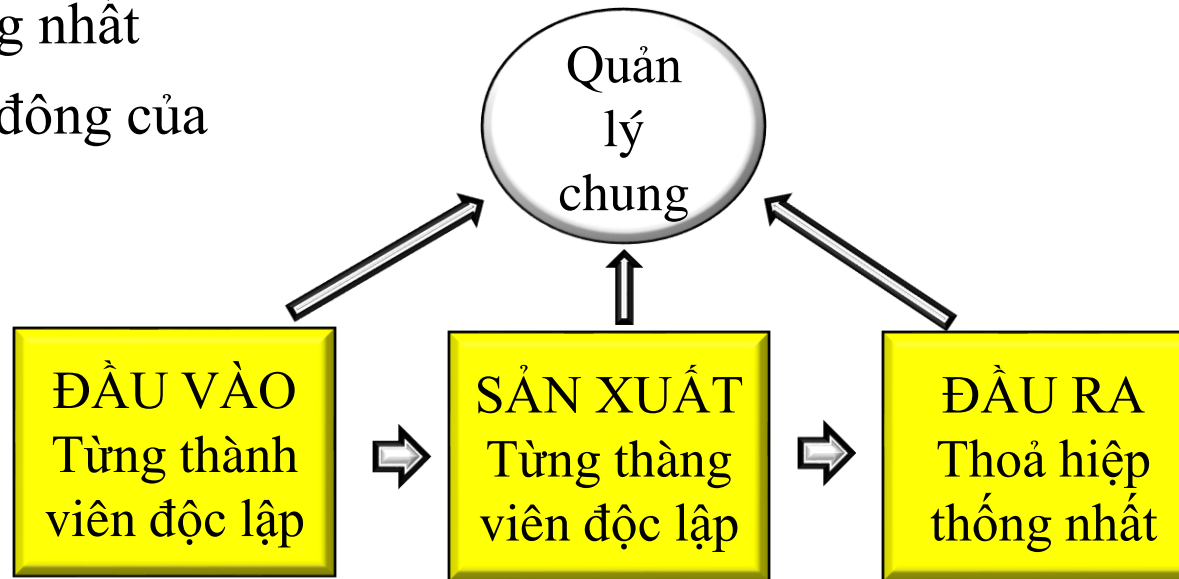 g nhất
đông của
Quản
lý
chung
ĐẦU VÀO
Từng thành
viên độc lập
SẢN XUẤT
Từng thàng
viên độc lập
ĐẦU RA
Thoả hiệp
thống nhất